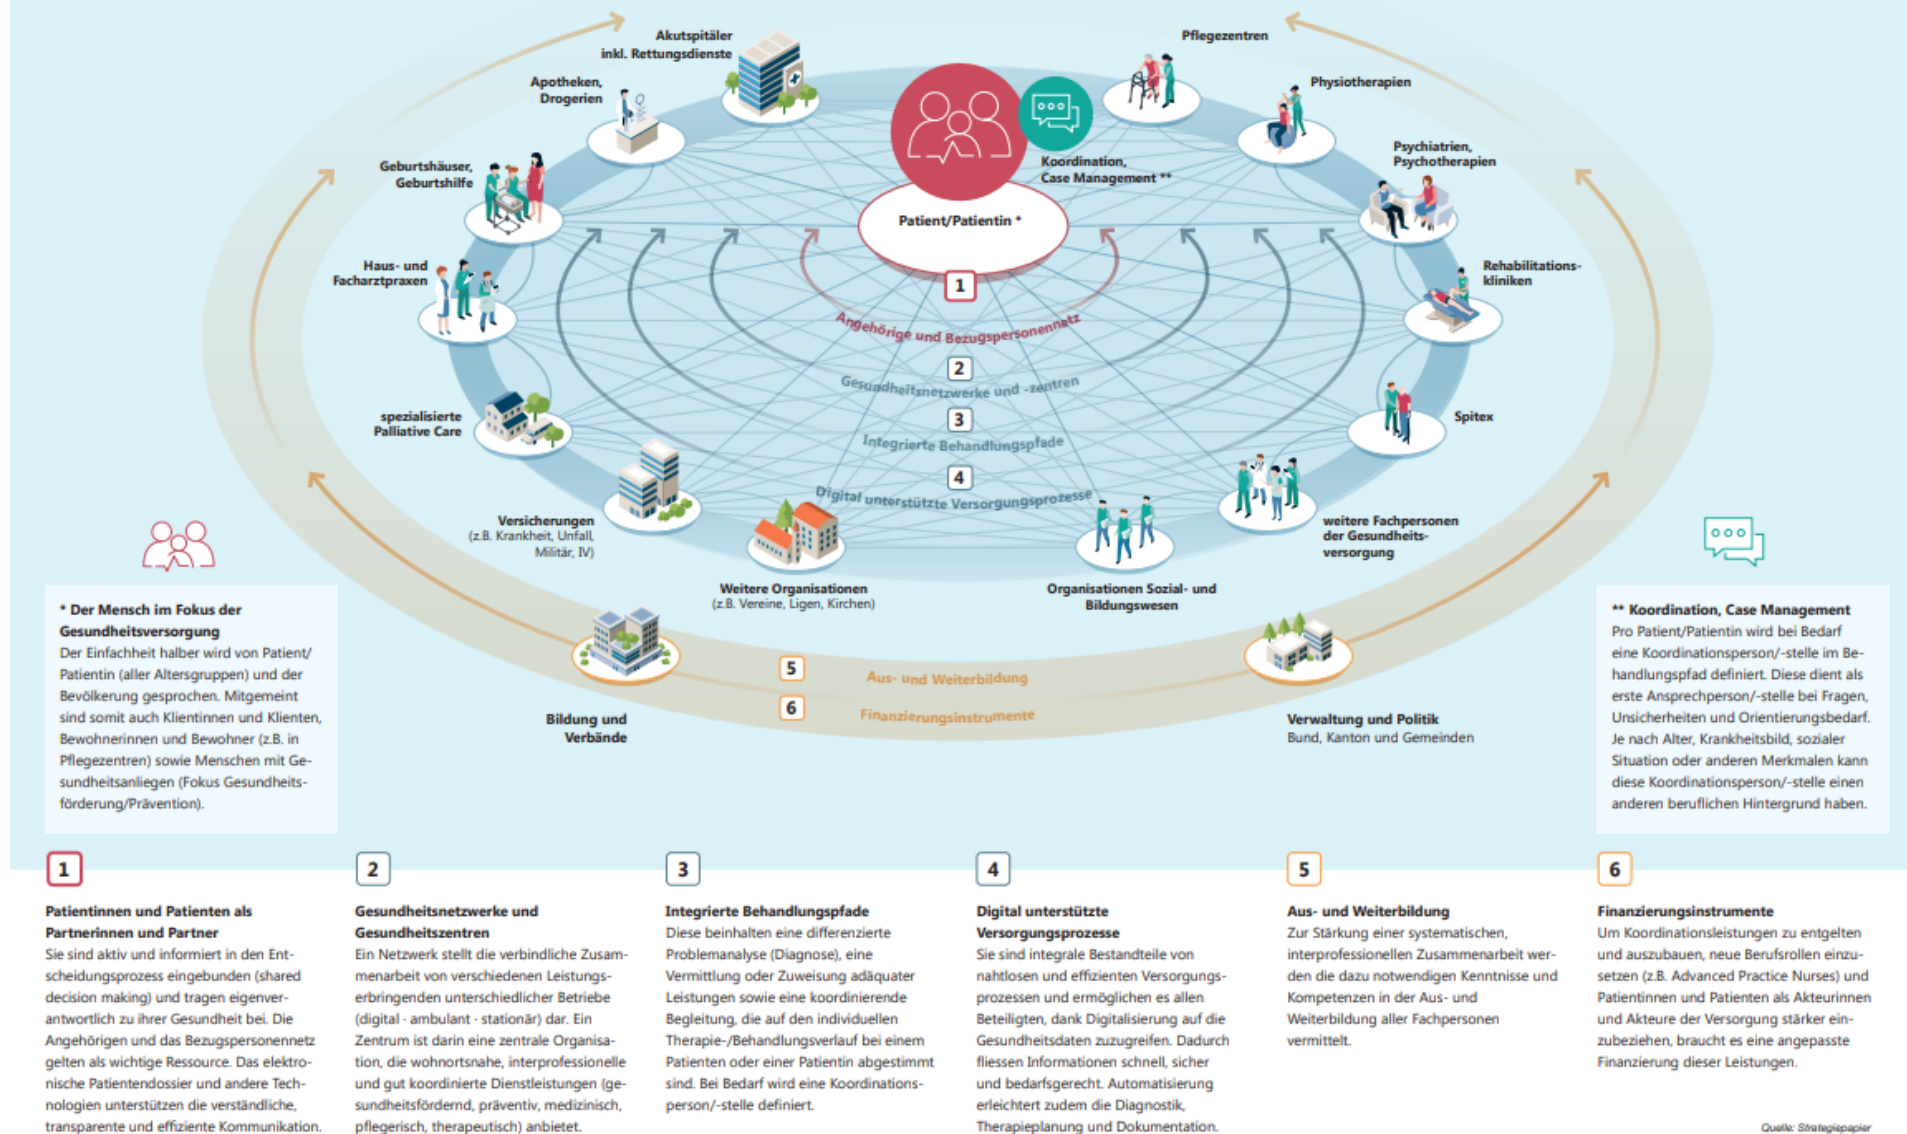 Akutspitäler
inkl. Rettungsdienste
Apotheken,
Drogerien
Geburtshäuser,
Geburtshilfe
Haus- und
Facharztpraxen
spezialisierte
Palliative Care
Versicherungen
(z.B. Krankheit, Unfall,
Militär, IV)
Weitere Organisationen
(z.B. Vereine, Ligen, Kirchen)
Organisationen Sozial- und
Bildungswesen
weitere Fachpersonen
der Gesundheits-
versorgung
Spitex
Rehabilitations-
kliniken
Psychiatrien,
Psychotherapien
Physiotherapien
Pflegezentren
Koordination,
Case Management **
Patient/Patientin *
1
Angehörige und Bezugspersonennetz
2
Gesundheitsnetzwerke und -zentren
3
Integrierte Behandlungspfade
4
Digital unterstützte Versorgungsprozesse
5
Aus- und Weiterbildung
6
Finanzierungsinstrumente
Bildung und
Verbände
Verwaltung und Politik
Bund, Kanton und Gemeinden
* Der Mensch im Fokus der
Gesundheitsversorgung
Der Einfachheit halber wird von Patient/
Patientin (aller Altersgruppen) und der
Bevölkerung gesprochen. Mitgemeint
sind somit auch Klientinnen und Klienten,
Bewohnerinnen und Bewohner (z.B. in
Pflegezentren) sowie Menschen mit Ge-
sundheitsanliegen (Fokus Gesundheits-
förderung/Prävention).
** Koordination, Case Management
Pro Patient/Patientin wird bei Bedarf
eine Koordinationsperson/-stelle im Be-
handlungspfad definiert. Diese dient als
erste Ansprechperson/-stelle bei Fragen,
Unsicherheiten und Orientierungsbedarf.
Je nach Alter, Krankheitsbild, sozialer
Situation oder anderen Merkmalen kann
diese Koordinationsperson/-stelle einen
anderen beruflichen Hintergrund haben.
1
Patientinnen und Patienten als
Partnerinnen und Partner
Sie sind aktiv und informiert in den Ent-
scheidungsprozess eingebunden (shared
decision making) und tragen eigenver-
antwortlich zu ihrer Gesundheit bei. Die
Angehörigen und das Bezugspersonennetz
gelten als wichtige Ressource. Das elektro-
nische Patientendossier und andere Tech-
nologien unterstützen die verständliche,
transparente und effiziente Kommunikation.
2
Gesundheitsnetzwerke und
Gesundheitszentren
Ein Netzwerk stellt die verbindliche Zusam-
menarbeit von verschiedenen Leistungs-
erbringenden unterschiedlicher Betriebe
(digital · ambulant · stationär) dar. Ein
Zentrum ist darin eine zentrale Organisa-
tion, die wohnortsnahe, interprofessionelle
und gut koordinierte Dienstleistungen (ge-
sundheitsfördernd, präventiv, medizinisch,
pflegerisch, therapeutisch) anbietet.
3
Integrierte Behandlungspfade
Diese beinhalten eine differenzierte
Problemanalyse (Diagnose), eine
Vermittlung oder Zuweisung adäquater
Leistungen sowie eine koordinierende
Begleitung, die auf den individuellen
Therapie-/Behandlungsverlauf bei einem
Patienten oder einer Patientin abgestimmt
sind. Bei Bedarf wird eine Koordinations-
person/-stelle definiert.
4
Digital unterstützte
Versorgungsprozesse
Sie sind integrale Bestandteile von
nahtlosen und effizienten Versorgungs-
prozessen und ermöglichen es allen
Beteiligten, dank Digitalisierung auf die
Gesundheitsdaten zuzugreifen. Dadurch
fliessen Informationen schnell, sicher
und bedarfsgerecht. Automatisierung
erleichtert zudem die Diagnostik,
Therapieplanung und Dokumentation.
5
Aus- und Weiterbildung
Zur Stärkung einer systematischen,
interprofessionellen Zusammenarbeit wer-
den die dazu notwendigen Kenntnisse und
Kompetenzen in der Aus- und
Weiterbildung aller Fachpersonen
vermittelt.
6
Finanzierungsinstrumente
Um Koordinationsleistungen zu entgelten
und auszubauen, neue Berufsrollen einzu-
setzen (z.B. Advanced Practice Nurses) und
Patientinnen und Patienten als Akteurinnen
und Akteure der Versorgung stärker ein-
zubeziehen, braucht es eine angepasste
Finanzierung dieser Leistungen.
Quelle: Strategiepapier